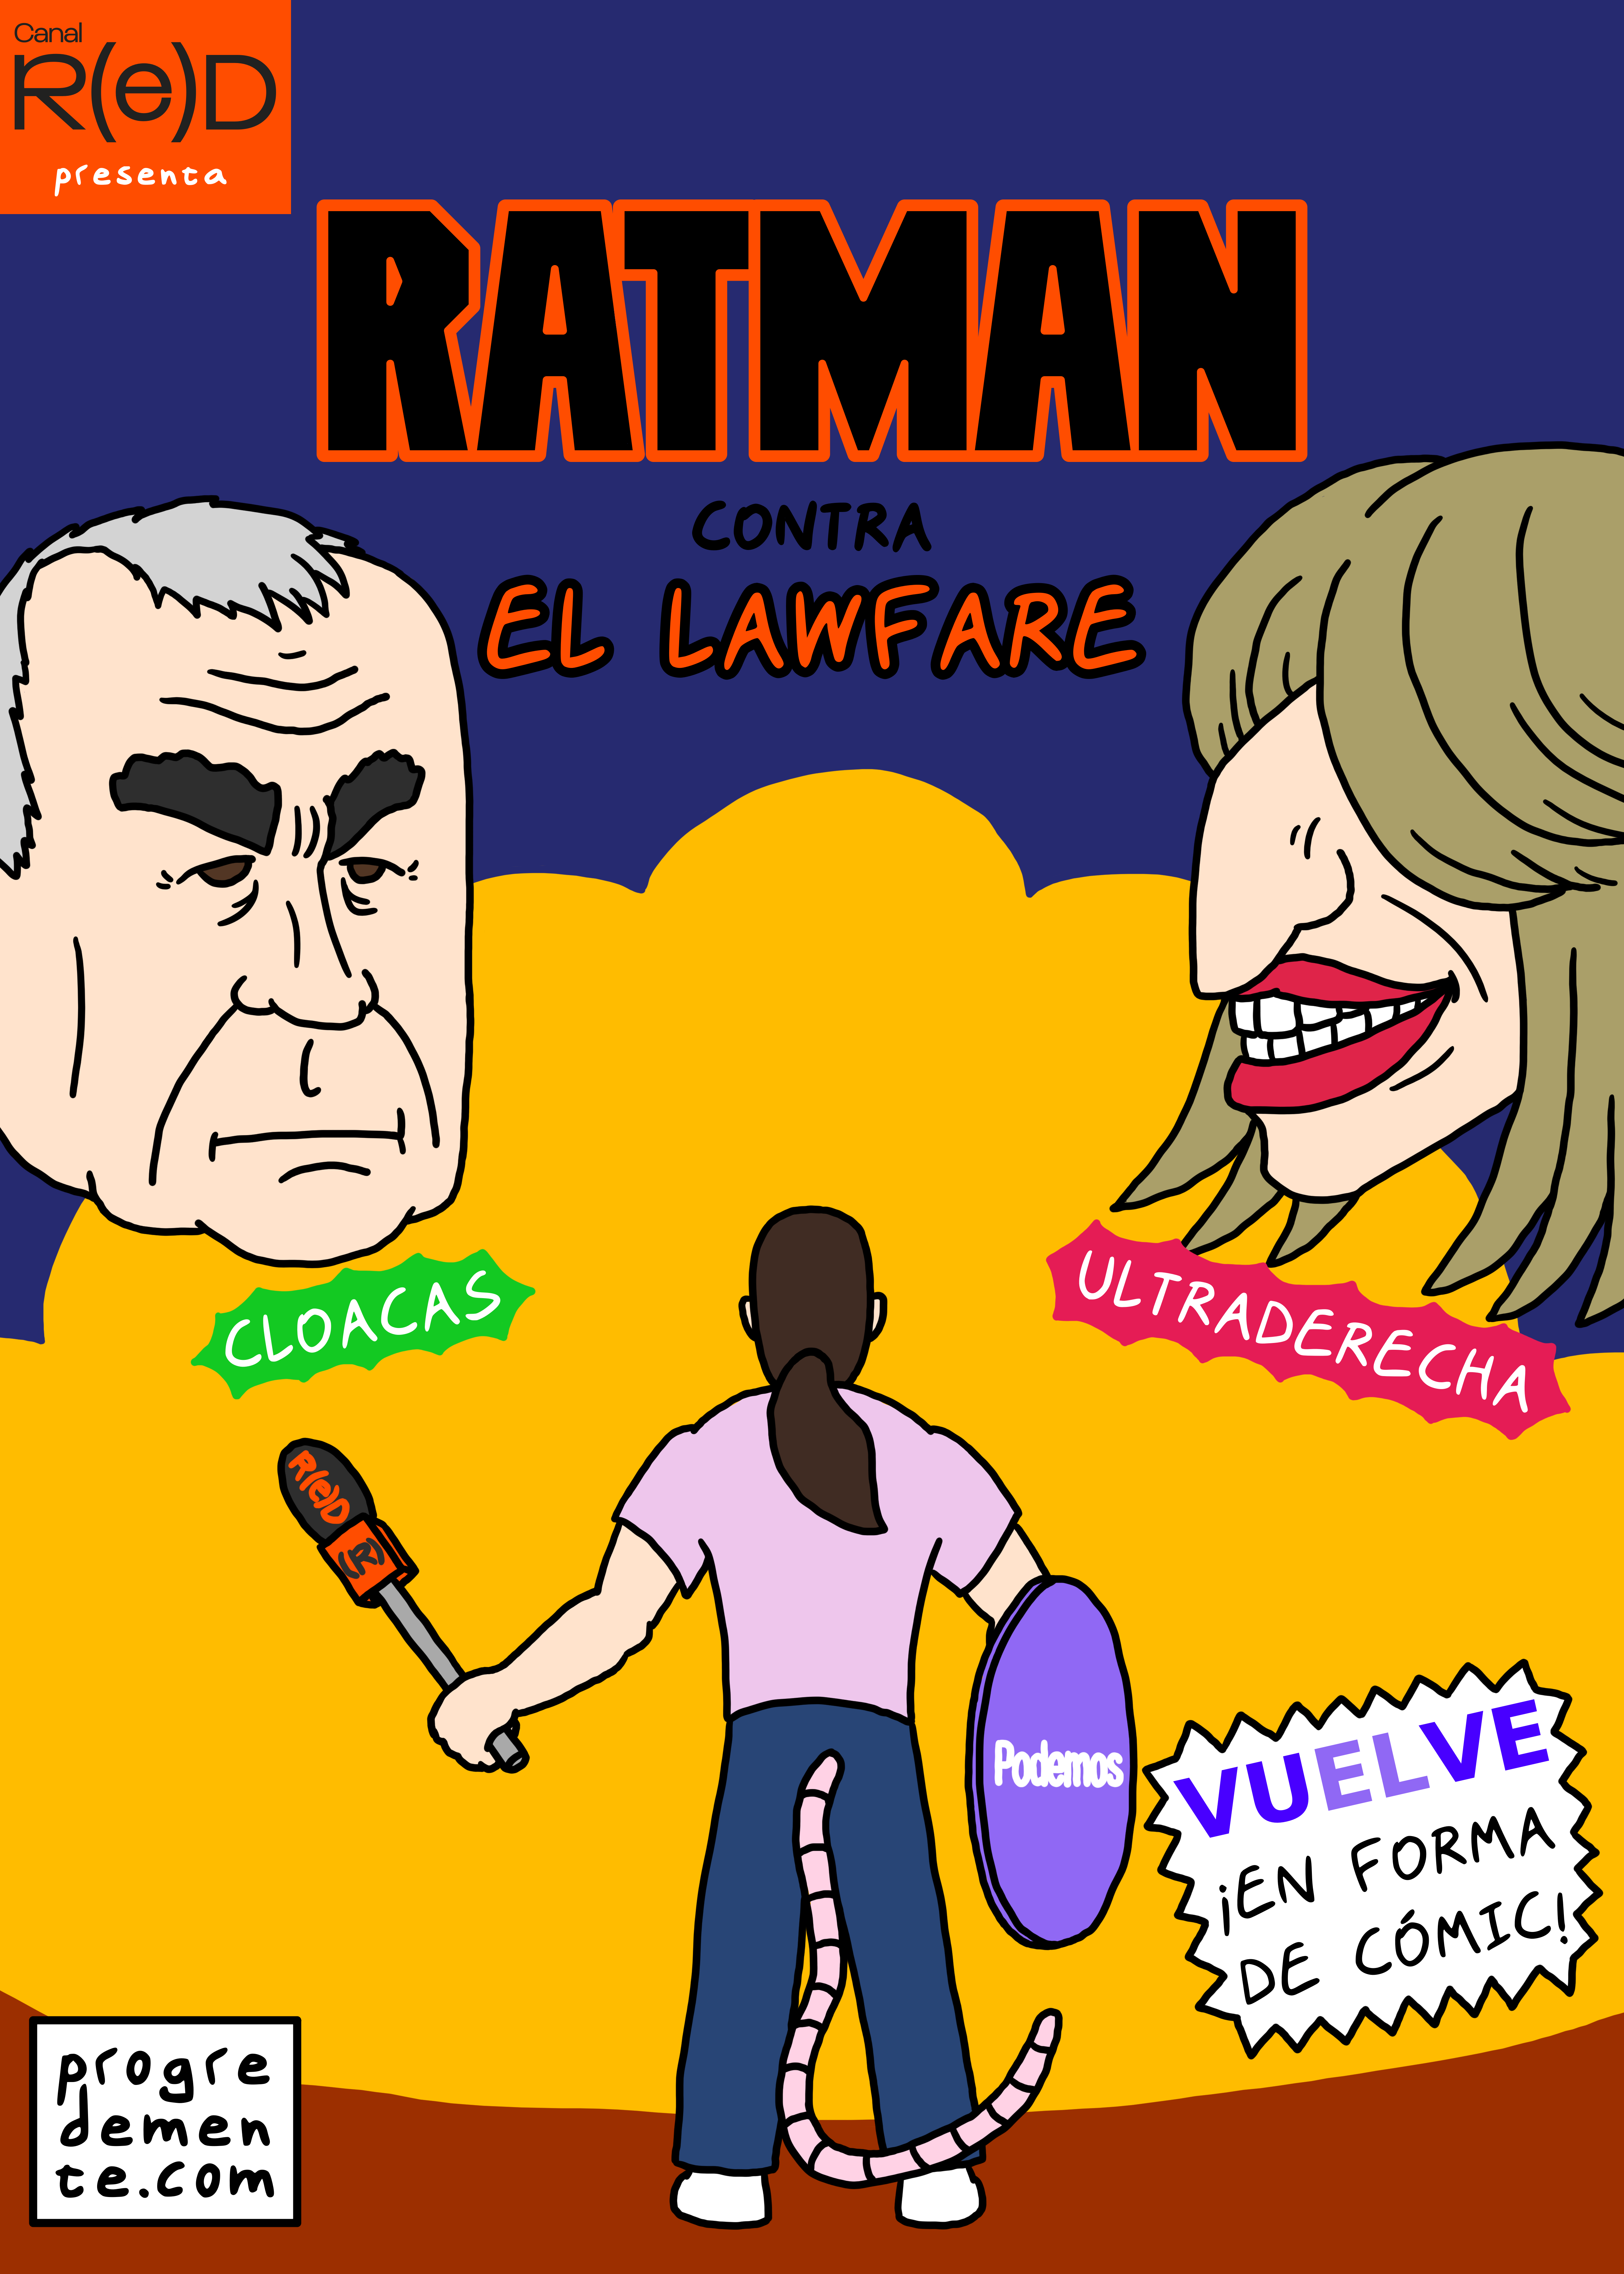 Canal
R(e)D
presenta
RATMAN
CONTRA
EL LAWFARE
CLOACAS
ULTRADERECHA
R(e)D
(R)
Podemos
VUELVE
¡EN FORMA
DE CÓMIC!
progre
demen
te.com